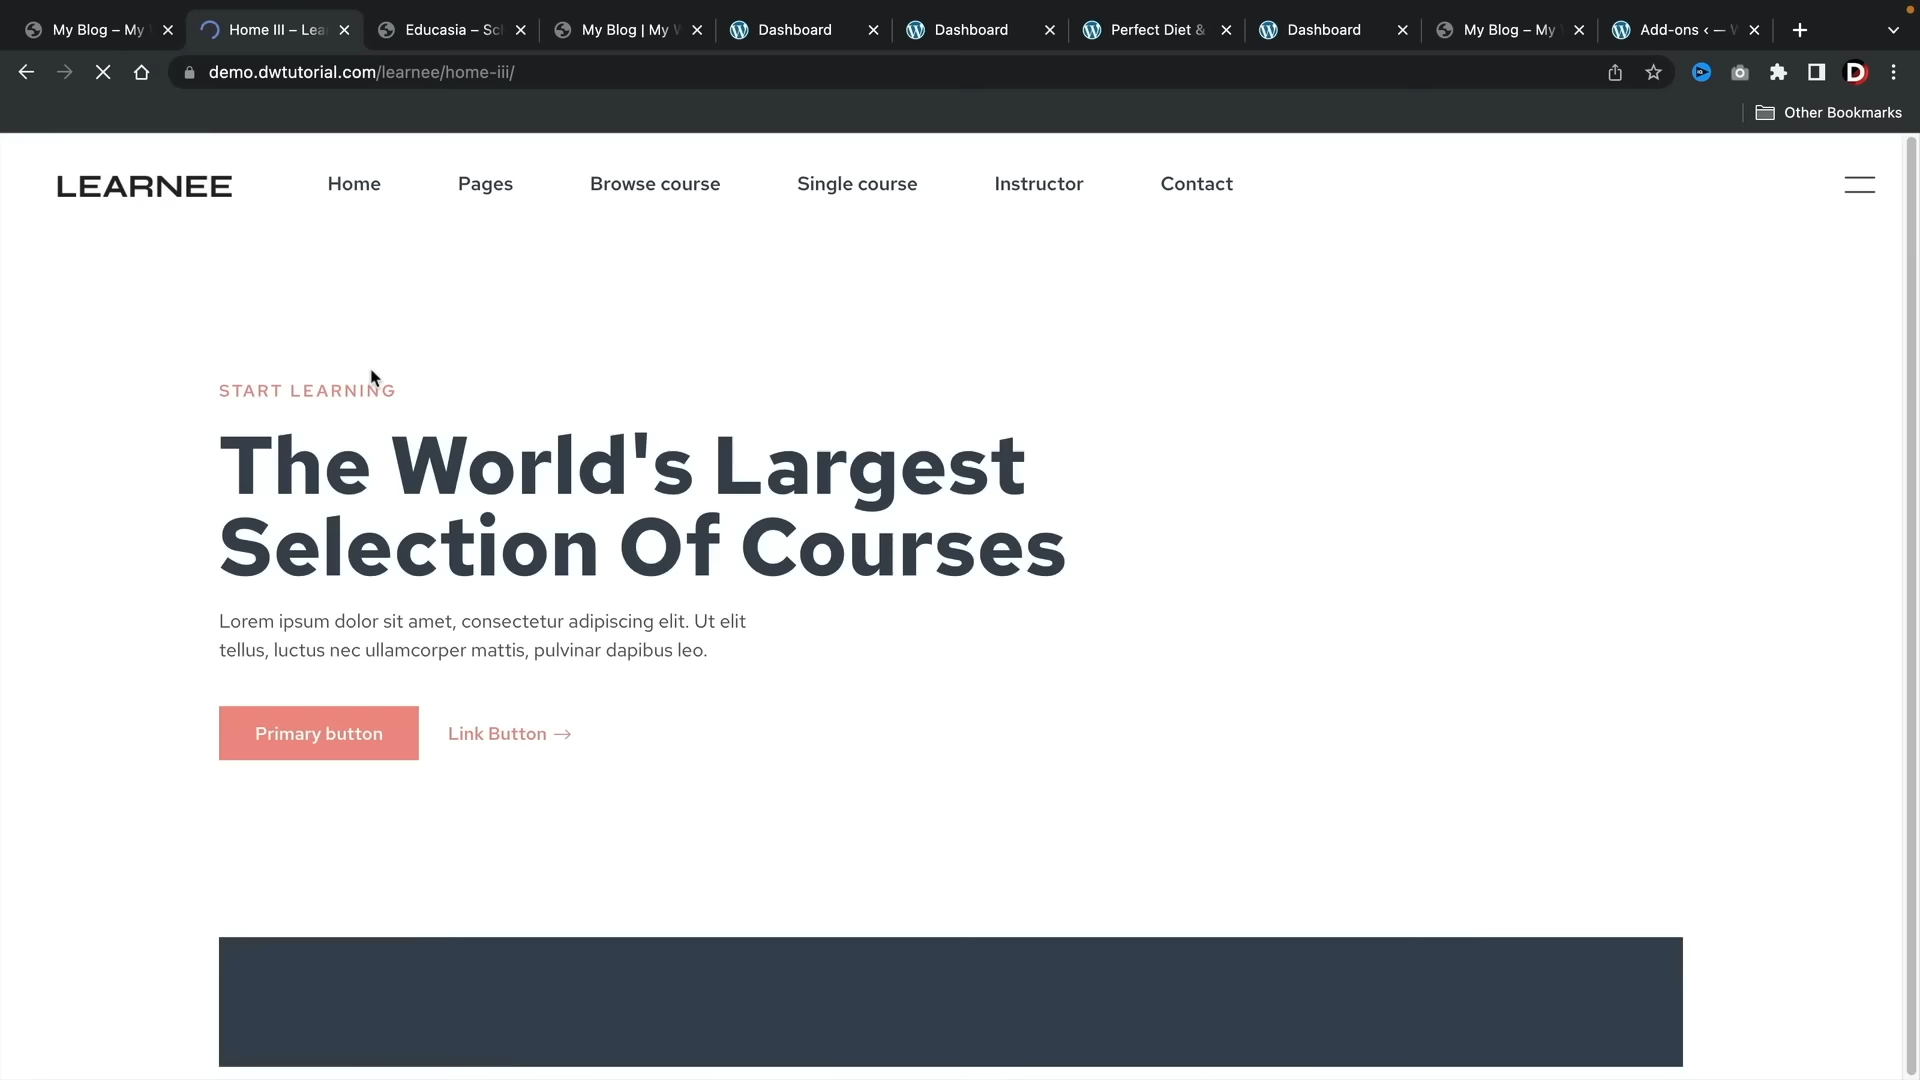 My Blog – My
Home III – Lea
Educasia – Sc
My Blog | My
Dashboard
Dashboard
Perfect Diet &
Dashboard
My Blog – My
Add-ons ‹ —
demo.dwtutorial.com/learnee/home-iii/
Other Bookmarks
LEARNEE
Home
Pages
Browse course
Single course
Instructor
Contact
START LEARNING
The World's Largest
Selection Of Courses
Lorem ipsum dolor sit amet, consectetur adipiscing elit. Ut elit
tellus, luctus nec ullamcorper mattis, pulvinar dapibus leo.
Primary button
Link Button →